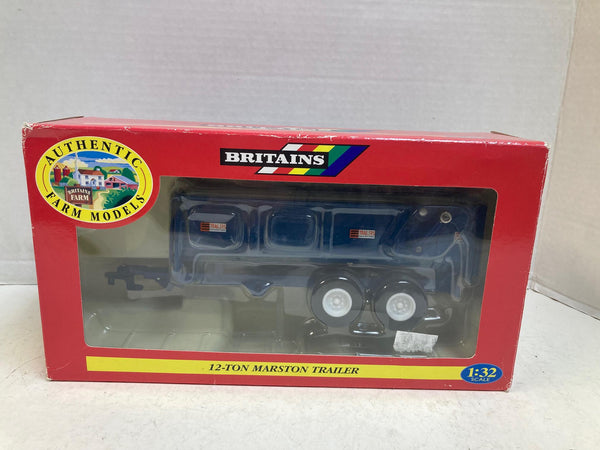 AUTHENTIC
FARM MODELS
BRITAINS
FARM
BRITAINS
12-TON MARSTON TRAILER
1:32
SCALE